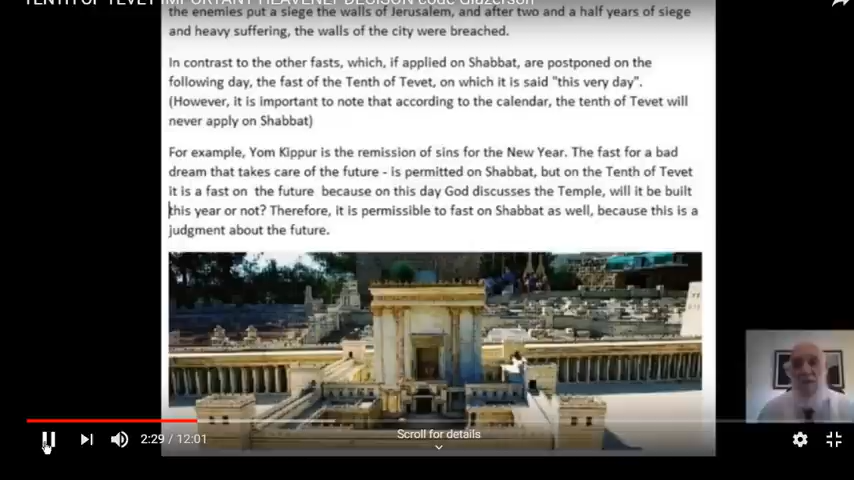 TENTH OF TEVET IMPORTANT HEAVENLY DECISON code Glazerson
the enemies put a siege the walls of Jerusalem, and after two and a half years of siege
and heavy suffering, the walls of the city were breached.
In contrast to the other fasts, which, if applied on Shabbat, are postponed on the
following day, the fast of the Tenth of Tevet, on which it is said "this very day".
(However, it is important to note that according to the calendar, the tenth of Tevet will
never apply on Shabbat)
For example, Yom Kippur is the remission of sins for the New Year. The fast for a bad
dream that takes care of the future - is permitted on Shabbat, but on the Tenth of Tevet
it is a fast on the future because on this day God discusses the Temple, will it be built
this year or not? Therefore, it is permissible to fast on Shabbat as well, because this is a
judgment about the future.
2:29 / 12:01
Scroll for details